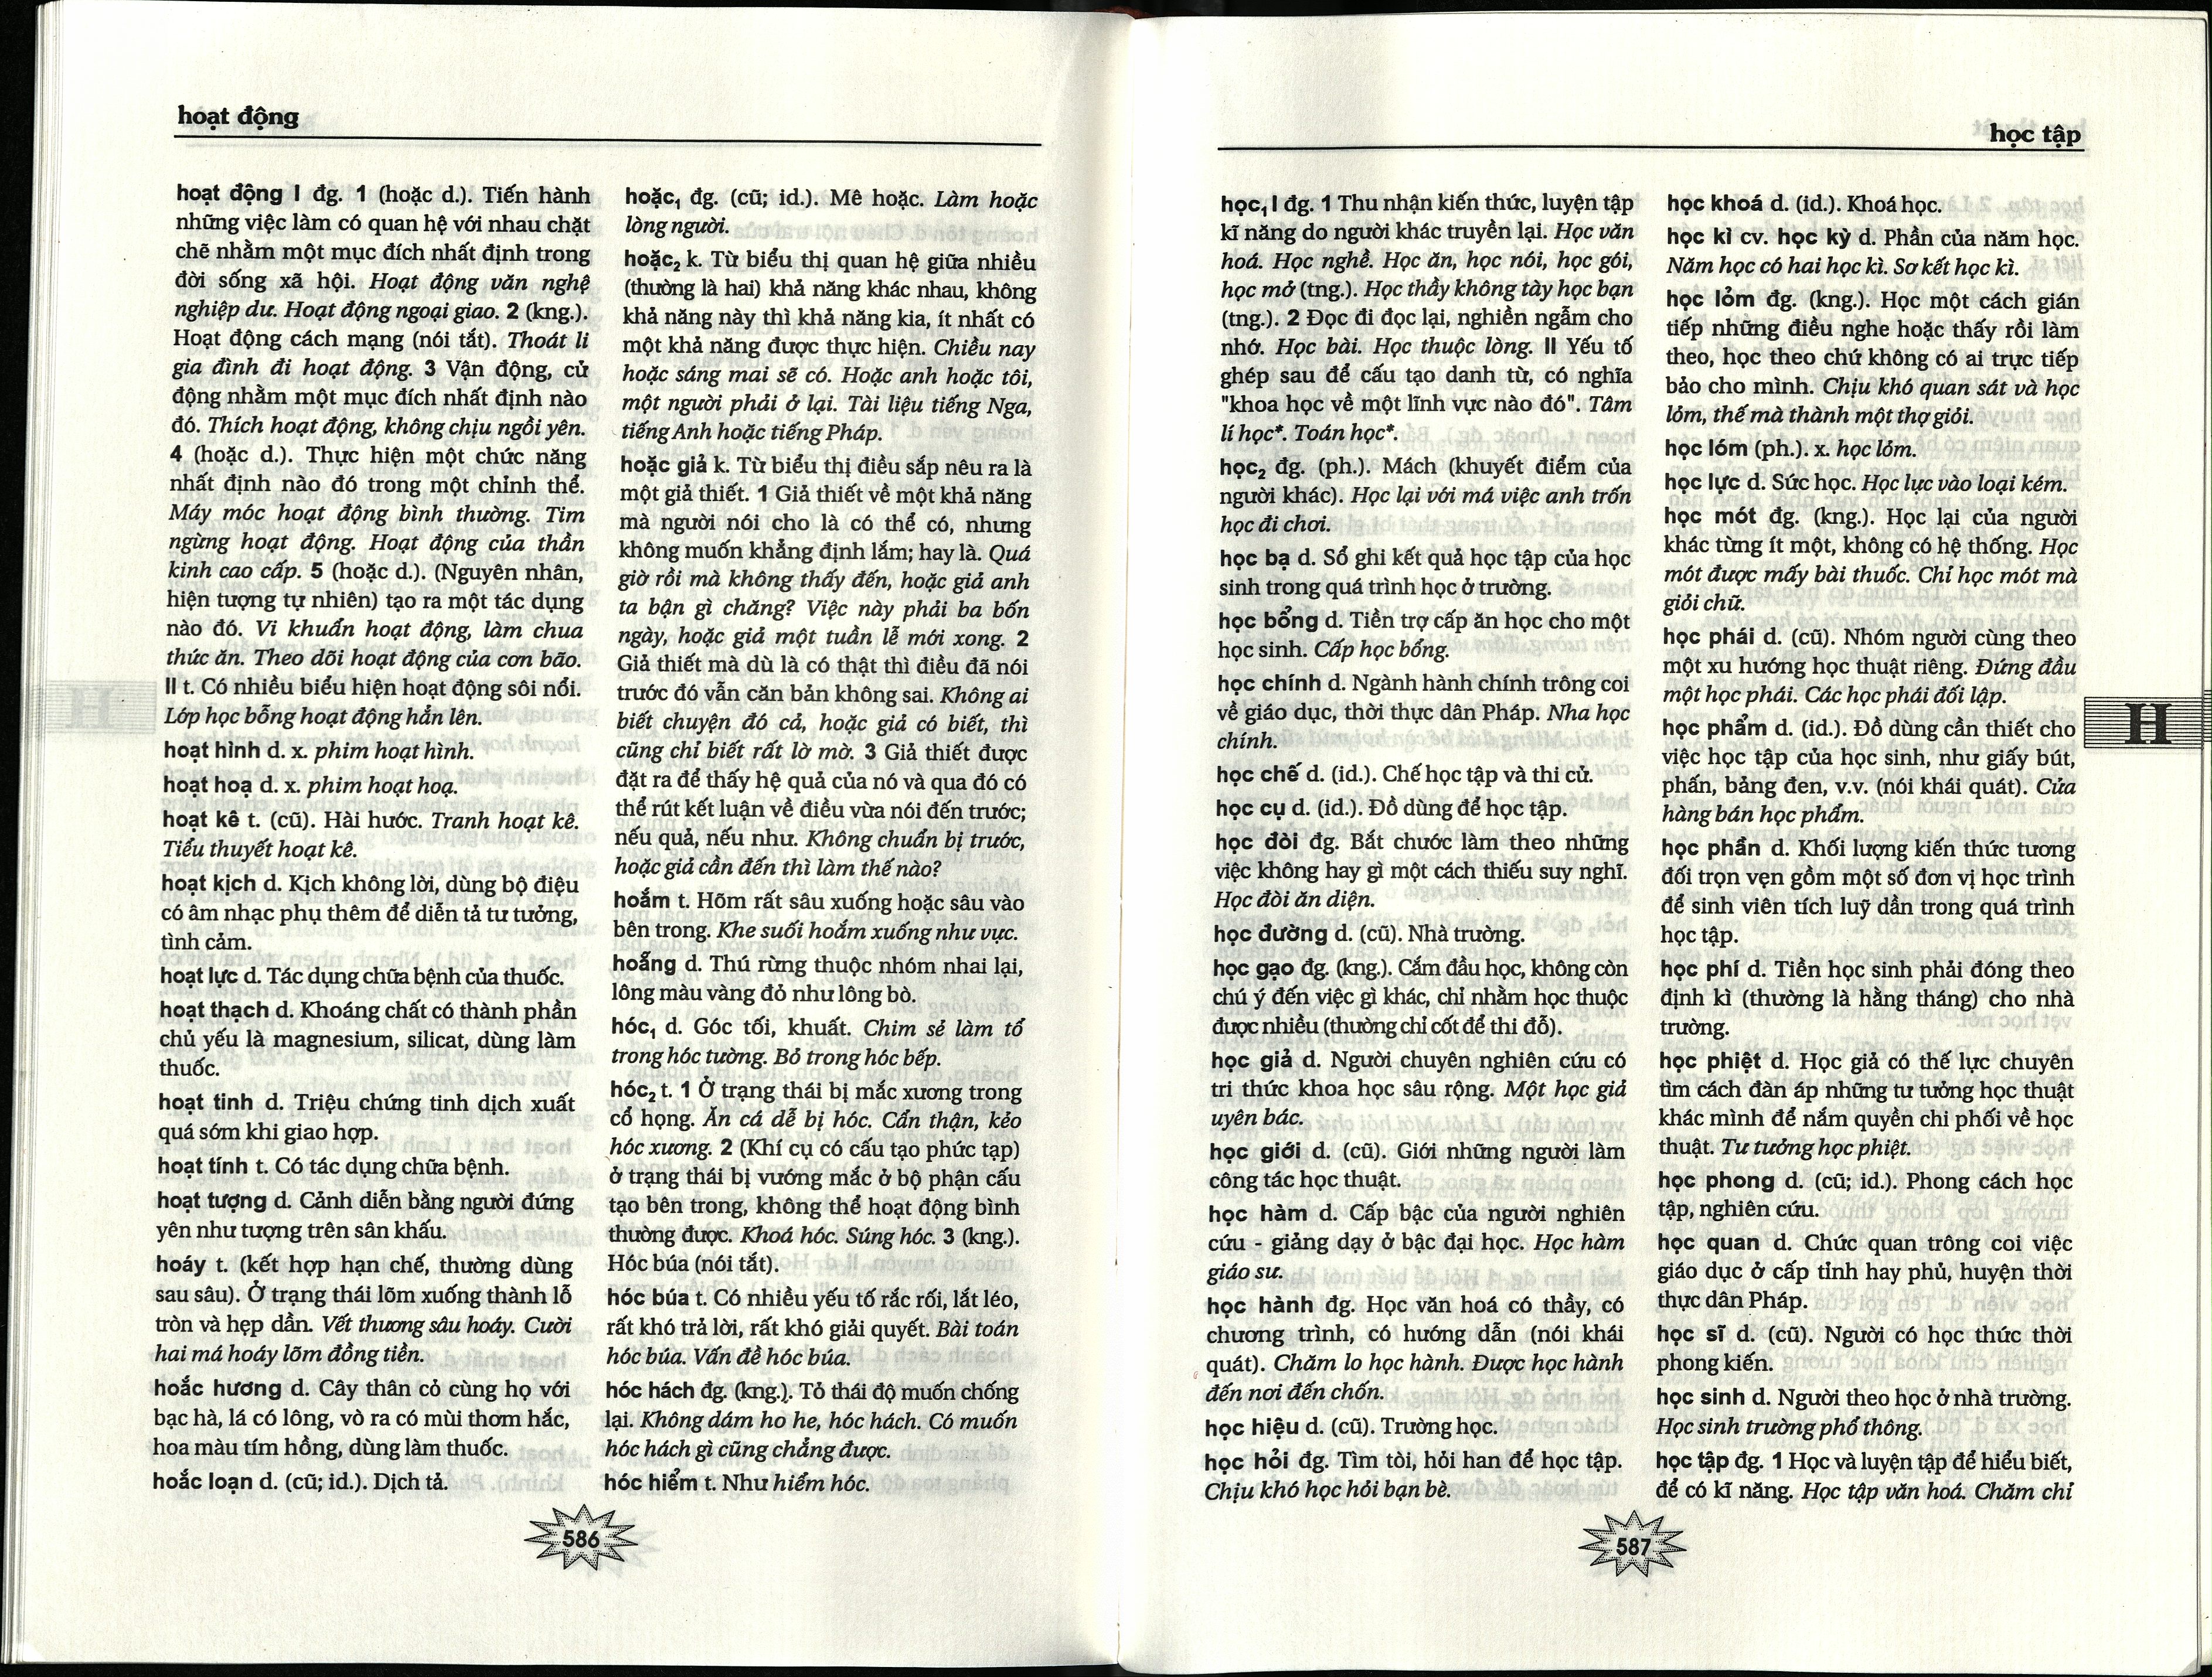 hoạt động
hoạt động I đg. 1 (hoặc d.). Tiến hành
những việc làm có quan hệ với nhau chặt
chẽ nhằm một mục đích nhất định trong
đời sống xã hội. Hoạt động văn nghệ
nghiệp dư. Hoạt động ngoại giao. 2 (kng.).
Hoạt động cách mạng (nói tắt). Thoát li
gia đình đi hoạt động. 3 Vận động, cử
động nhằm một mục đích nhất định nào
đó. Thích hoạt động, không chịu ngồi yên.
4 (hoặc d.). Thực hiện một chức năng
nhất định nào đó trong một chỉnh thể.
Máy móc hoạt động bình thường. Tim
ngừng hoạt động. Hoạt động của thần
kinh cao cấp. 5 (hoặc d.). (Nguyên nhân,
hiện tượng tự nhiên) tạo ra một tác dụng
nào đó. Vi khuẩn hoạt động, làm chua
thức ăn. Theo dõi hoạt động của cơn bão.
II t. Có nhiều biểu hiện hoạt động sôi nổi.
Lớp học bỗng hoạt động hẳn lên.
hoạt hình d. x. phim hoạt hình.
hoạt hoạ d. x. phim hoạt hoạ.
hoạt kê t. (cũ). Hài hước. Tranh hoạt kê.
Tiểu thuyết hoạt kê.
hoạt kịch d. Kịch không lời, dùng bộ điệu
có âm nhạc phụ thêm để diễn tả tư tưởng,
tình cảm.
hoạt lực d. Tác dụng chữa bệnh của thuốc.
hoạt thạch d. Khoáng chất có thành phần
chủ yếu là magnesium, silicat, dùng làm
thuốc.
hoạt tinh d. Triệu chứng tinh dịch xuất
quá sớm khi giao hợp.
hoạt tính t. Có tác dụng chữa bệnh.
hoạt tượng d. Cảnh diễn bằng người đứng
yên như tượng trên sân khấu.
hoáy t. (kết hợp hạn chế, thường dùng
sau sâu). Ở trạng thái lõm xuống thành lỗ
tròn và hẹp dần. Vết thương sâu hoáy. Cười
hai má hoáy lõm đồng tiền.
hoắc hương d. Cây thân cỏ cùng họ với
bạc hà, lá có lông, vò ra có mùi thơm hắc,
hoa màu tím hồng, dùng làm thuốc.
hoắc loạn d. (cũ; id.). Dịch tả.
hoặc₁ đg. (cũ; id.). Mê hoặc. Làm hoặc
lòng người.
hoặc₂ k. Từ biểu thị quan hệ giữa nhiều
(thường là hai) khả năng khác nhau, không
khả năng này thì khả năng kia, ít nhất có
một khả năng được thực hiện. Chiều nay
hoặc sáng mai sẽ có. Hoặc anh hoặc tôi,
một người phải ở lại. Tài liệu tiếng Nga,
tiếng Anh hoặc tiếng Pháp.
hoặc giả k. Từ biểu thị điều sắp nêu ra là
một giả thiết. 1 Giả thiết về một khả năng
mà người nói cho là có thể có, nhưng
không muốn khẳng định lắm; hay là. Quá
giờ rồi mà không thấy đến, hoặc giả anh
ta bận gì chăng? Việc này phải ba bốn
ngày, hoặc giả một tuần lễ mới xong. 2
Giả thiết mà dù là có thật thì điều đã nói
trước đó vẫn căn bản không sai. Không ai
biết chuyện đó cả, hoặc giả có biết, thì
cũng chỉ biết rất lờ mờ. 3 Giả thiết được
đặt ra để thấy hệ quả của nó và qua đó có
thể rút kết luận về điều vừa nói đến trước;
nếu quả, nếu như. Không chuẩn bị trước,
hoặc giả cần đến thì làm thế nào?
hoắm t. Hõm rất sâu xuống hoặc sâu vào
bên trong. Khe suối hoắm xuống như vực.
hoẵng d. Thú rừng thuộc nhóm nhai lại,
lông màu vàng đỏ như lông bò.
hóc₁ d. Góc tối, khuất. Chim sẻ làm tổ
trong hóc tường. Bỏ trong hóc bếp.
hóc₂ t. 1 Ở trạng thái bị mắc xương trong
cổ họng. Ăn cá dễ bị hóc. Cẩn thận, kẻo
hóc xương. 2 (Khí cụ có cấu tạo phức tạp)
ở trạng thái bị vướng mắc ở bộ phận cấu
tạo bên trong, không thể hoạt động bình
thường được. Khoá hóc. Súng hóc. 3 (kng.).
Hóc búa (nói tắt).
hóc búa t. Có nhiều yếu tố rắc rối, lắt léo,
rất khó trả lời, rất khó giải quyết. Bài toán
hóc búa. Vấn đề hóc búa.
hóc hách đg. (kng.). Tỏ thái độ muốn chống
lại. Không dám ho he, hóc hách. Có muốn
hóc hách gì cũng chẳng được.
hóc hiểm t. Như hiểm hóc.
586
học tập
học₁ I đg. 1 Thu nhận kiến thức, luyện tập
kĩ năng do người khác truyền lại. Học văn
hoá. Học nghề. Học ăn, học nói, học gói,
học mở (tng.). Học thầy không tày học bạn
(tng.). 2 Đọc đi đọc lại, nghiền ngẫm cho
nhớ. Học bài. Học thuộc lòng. II Yếu tố
ghép sau để cấu tạo danh từ, có nghĩa
"khoa học về một lĩnh vực nào đó". Tâm
lí học*. Toán học*.
học₂ đg. (ph.). Mách (khuyết điểm của
người khác). Học lại với má việc anh trốn
học đi chơi.
học bạ d. Sổ ghi kết quả học tập của học
sinh trong quá trình học ở trường.
học bổng d. Tiền trợ cấp ăn học cho một
học sinh. Cấp học bổng.
học chính d. Ngành hành chính trông coi
về giáo dục, thời thực dân Pháp. Nha học
chính.
học chế d. (id.). Chế học tập và thi cử.
học cụ d. (id.). Đồ dùng để học tập.
học đòi đg. Bắt chước làm theo những
việc không hay gì một cách thiếu suy nghĩ.
Học đòi ăn diện.
học đường d. (cũ). Nhà trường.
học gạo đg. (kng.). Cắm đầu học, không còn
chú ý đến việc gì khác, chỉ nhằm học thuộc
được nhiều (thường chỉ cốt để thi đỗ).
học giả d. Người chuyên nghiên cứu có
tri thức khoa học sâu rộng. Một học giả
uyên bác.
học giới d. (cũ). Giới những người làm
công tác học thuật.
học hàm d. Cấp bậc của người nghiên
cứu - giảng dạy ở bậc đại học. Học hàm
giáo sư.
học hành đg. Học văn hoá có thầy, có
chương trình, có hướng dẫn (nói khái
quát). Chăm lo học hành. Được học hành
đến nơi đến chốn.
học hiệu d. (cũ). Trường học.
học hỏi đg. Tìm tòi, hỏi han để học tập.
Chịu khó học hỏi bạn bè.
học khoá d. (id.). Khoá học.
học kì cv. học kỳ d. Phần của năm học.
Năm học có hai học kì. Sơ kết học kì.
học lỏm đg. (kng.). Học một cách gián
tiếp những điều nghe hoặc thấy rồi làm
theo, học theo chứ không có ai trực tiếp
bảo cho mình. Chịu khó quan sát và học
lỏm, thế mà thành một thợ giỏi.
học lóm (ph.). x. học lỏm.
học lực d. Sức học. Học lực vào loại kém.
học mót đg. (kng.). Học lại của người
khác từng ít một, không có hệ thống. Học
mót được mấy bài thuốc. Chỉ học mót mà
giỏi chữ.
học phái d. (cũ). Nhóm người cùng theo
một xu hướng học thuật riêng. Đứng đầu
một học phái. Các học phái đối lập.
học phẩm d. (id.). Đồ dùng cần thiết cho
việc học tập của học sinh, như giấy bút,
phấn, bảng đen, v.v. (nói khái quát). Cửa
hàng bán học phẩm.
học phần d. Khối lượng kiến thức tương
đối trọn vẹn gồm một số đơn vị học trình
để sinh viên tích luỹ dần trong quá trình
học tập.
học phí d. Tiền học sinh phải đóng theo
định kì (thường là hằng tháng) cho nhà
trường.
học phiệt d. Học giả có thế lực chuyên
tìm cách đàn áp những tư tưởng học thuật
khác mình để nắm quyền chi phối về học
thuật. Tư tưởng học phiệt.
học phong d. (cũ; id.). Phong cách học
tập, nghiên cứu.
học quan d. Chức quan trông coi việc
giáo dục ở cấp tỉnh hay phủ, huyện thời
thực dân Pháp.
học sĩ d. (cũ). Người có học thức thời
phong kiến.
học sinh d. Người theo học ở nhà trường.
Học sinh trường phổ thông.
học tập đg. 1 Học và luyện tập để hiểu biết,
để có kĩ năng. Học tập văn hoá. Chăm chỉ
H
587